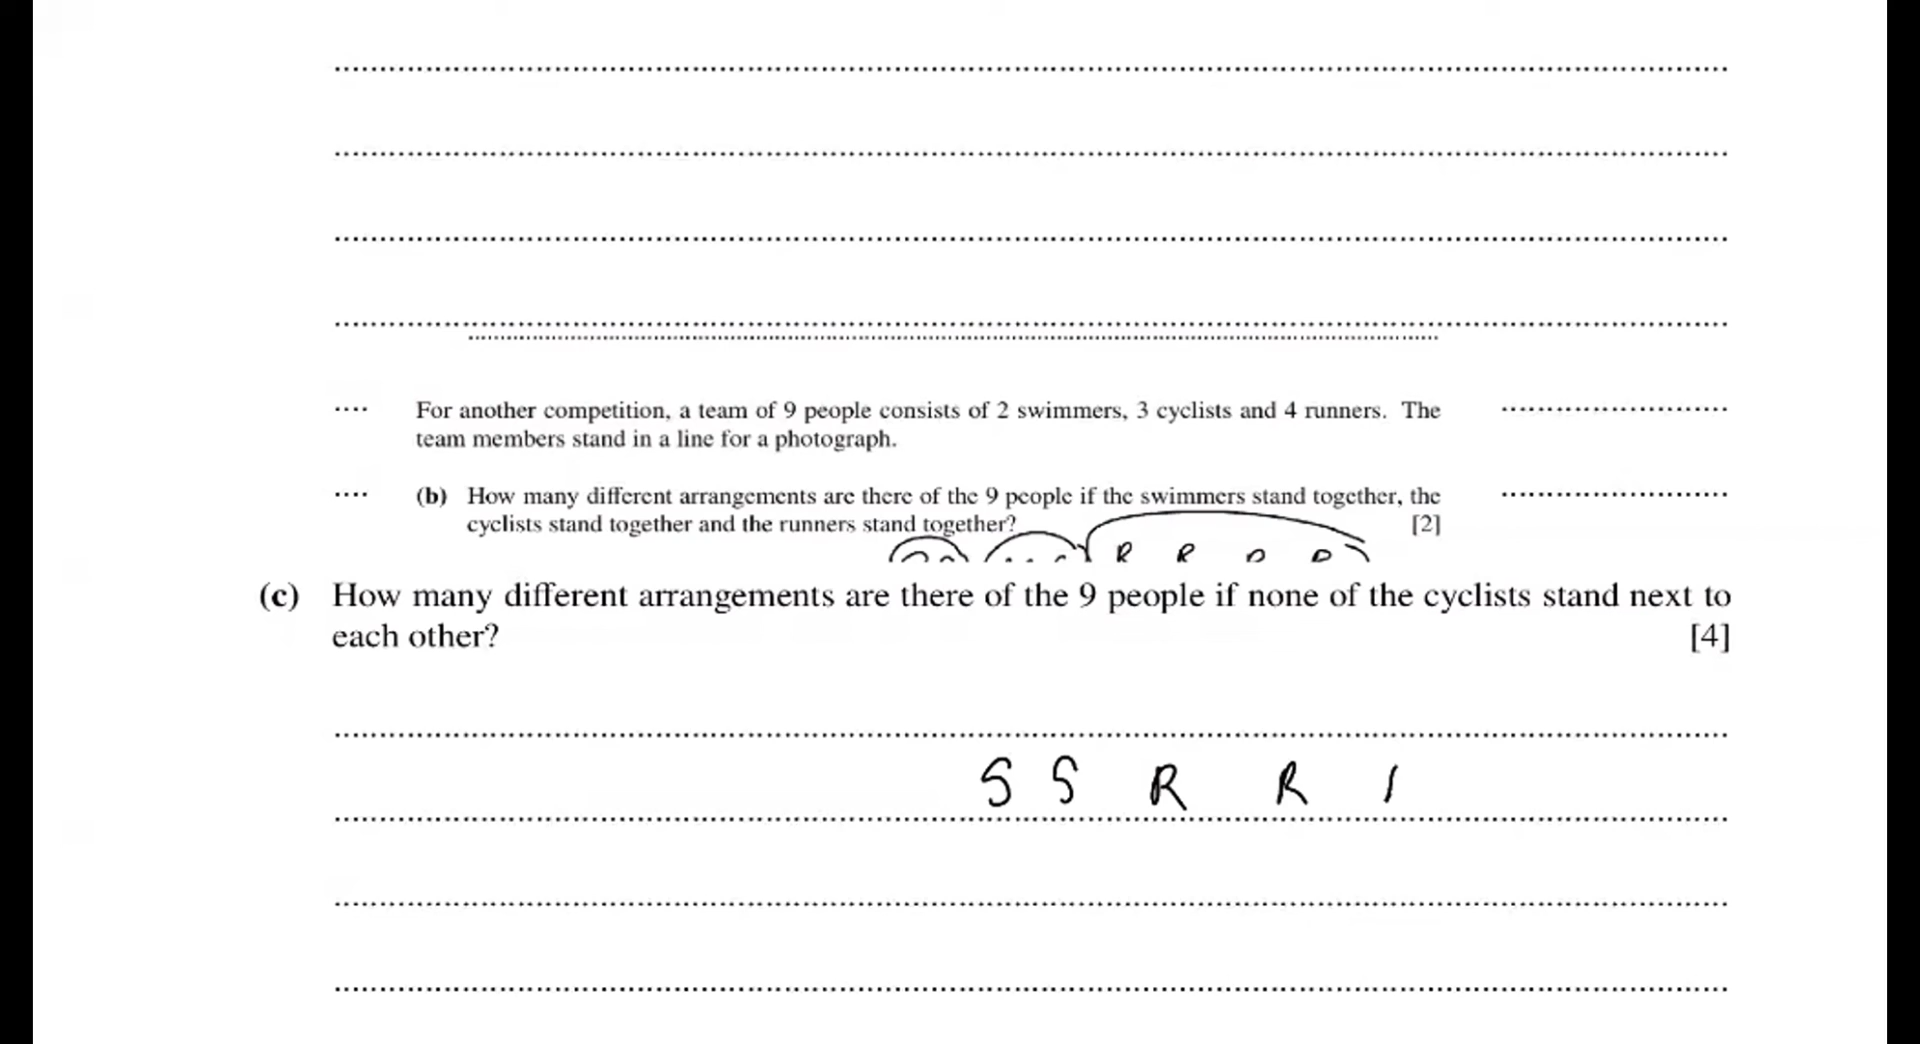 For another competition, a team of 9 people consists of 2 swimmers, 3 cyclists and 4 runners. The
team members stand in a line for a photograph.
(b) How many different arrangements are there of the 9 people if the swimmers stand together, the
cyclists stand together and the runners stand together? [2]
R R
(c) How many different arrangements are there of the 9 people if none of the cyclists stand next to
each other? [4]
S S R R